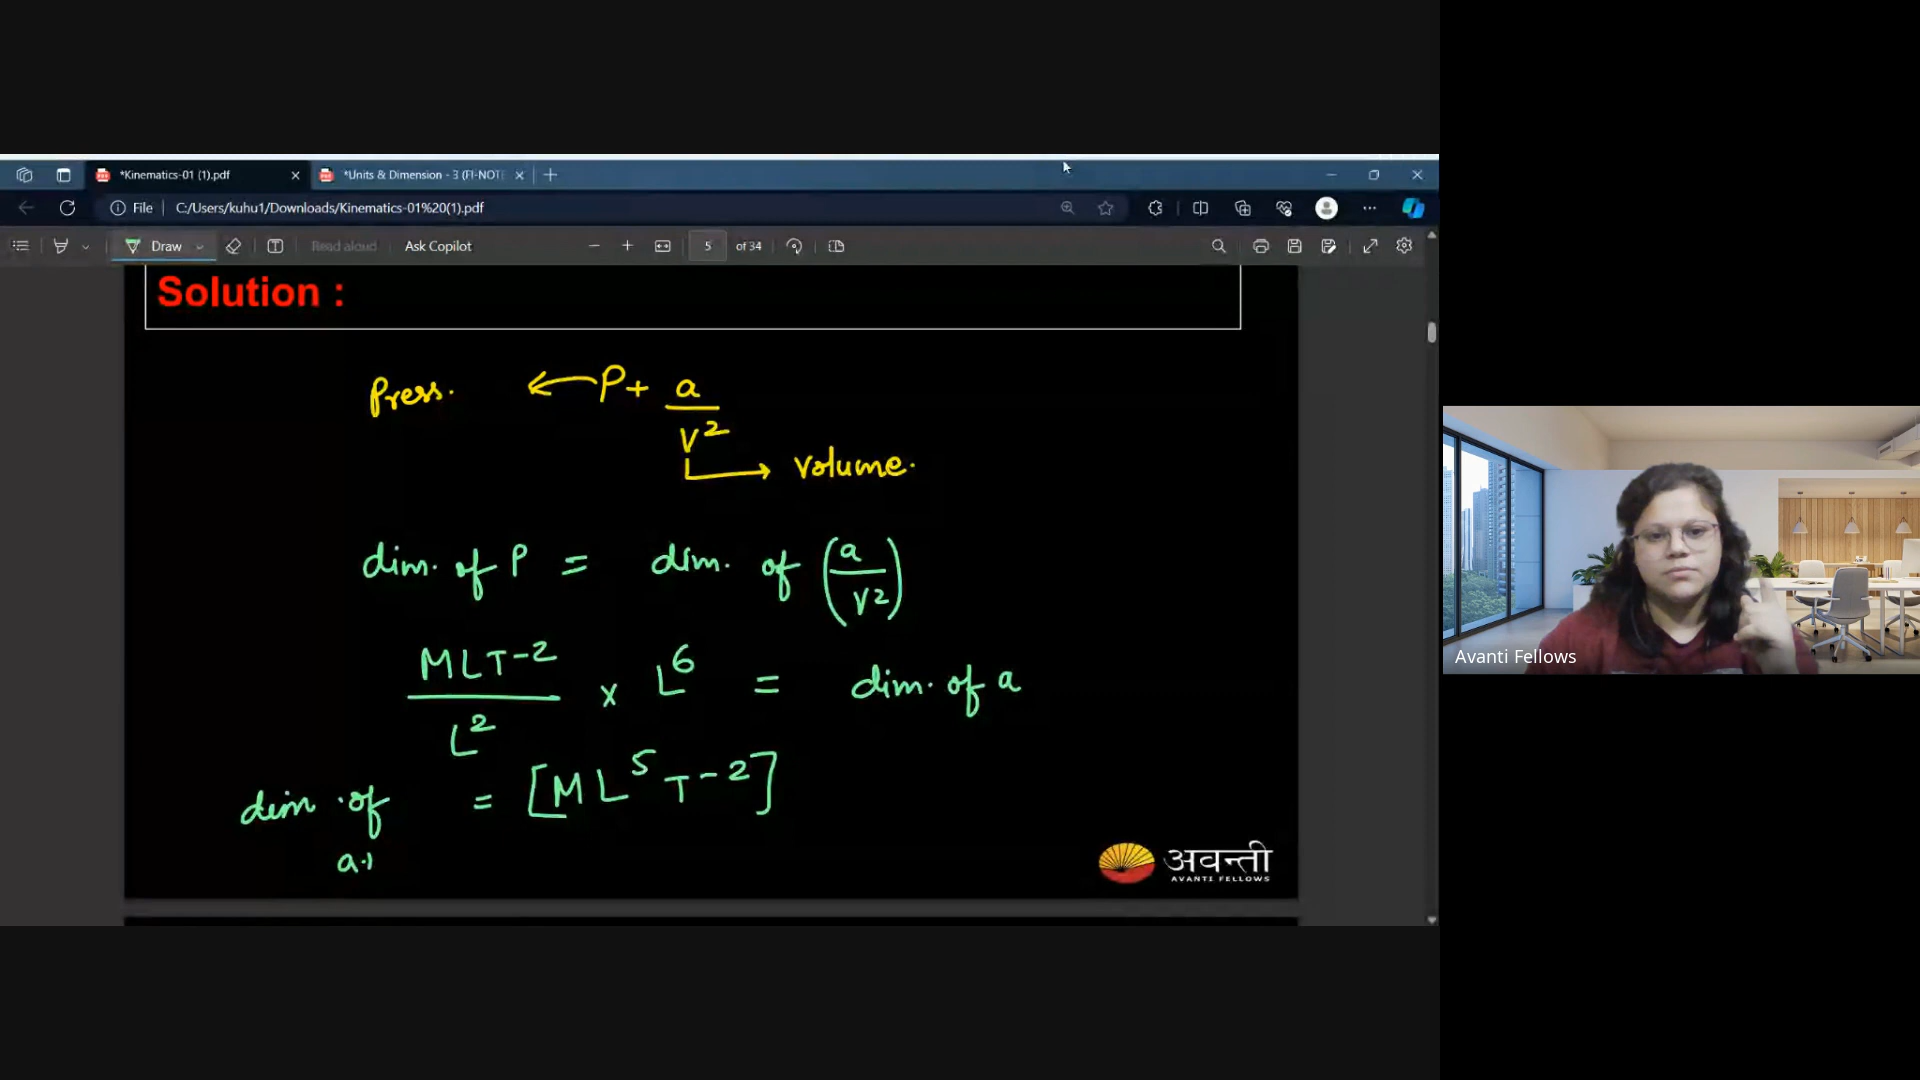 *Kinematics-01 (1).pdf
*Units & Dimension - 3 (FI-NOT
File
C:/Users/kuhu1/Downloads/Kinematics-01%20(1).pdf
Draw
Read aloud
Ask Copilot
5 of 34
Solution :
Press. ← P + a/V²
→ volume.
dim. of P = dim. of (a/V²)
MLT-2/L² x L⁶ = dim. of a
dim. of a. = [ML⁵T-2]
अवन्ती
AVANTI FELLOWS
Avanti Fellows